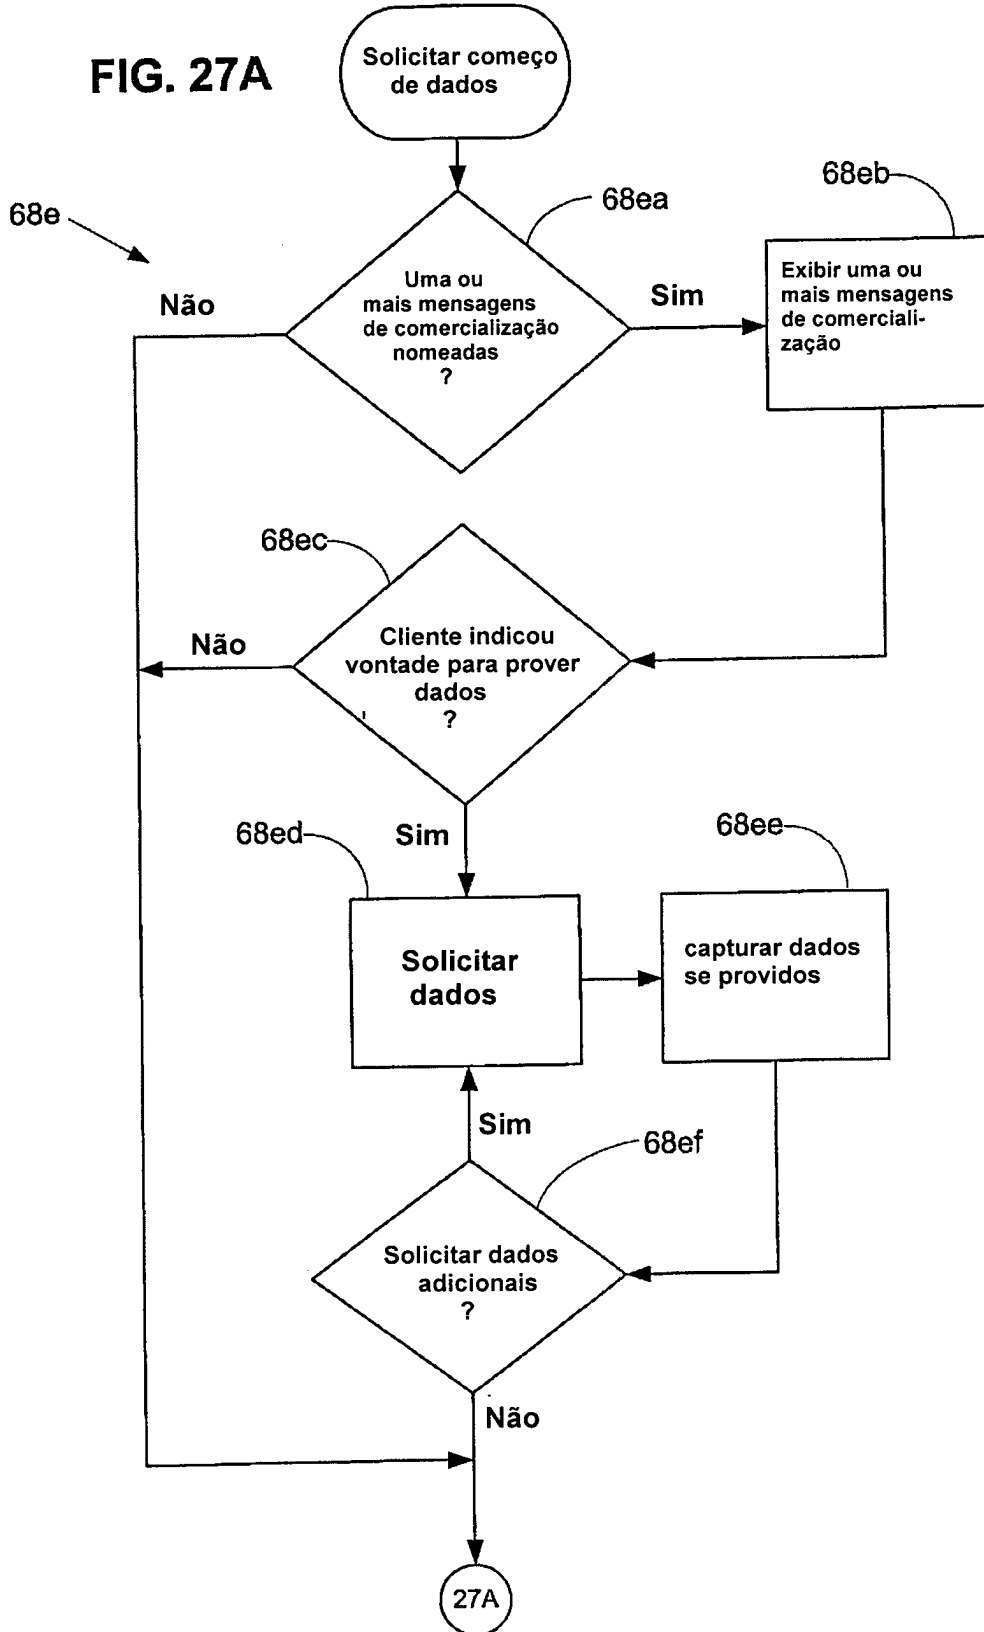 FIG. 27A
Solicitar começo
de dados
68e
68ea
68eb
Uma ou
mais mensagens
de comercialização
nomeadas
?
Não
Sim
Exibir uma ou
mais mensagens
de comerciali-
zação
68ec
Cliente indicou
vontade para prover
dados
?
Não
Sim
68ed
68ee
Solicitar
dados
capturar dados
se providos
Sim
68ef
Solicitar dados
adicionais
?
Não
27A